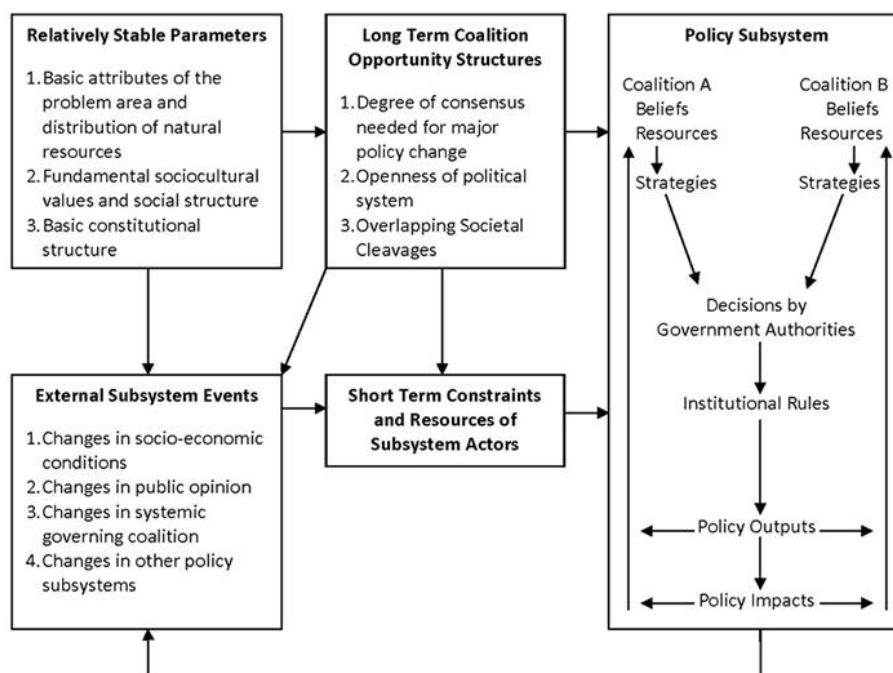 Relatively Stable Parameters
1. Basic attributes of the
problem area and
distribution of natural
resources
2. Fundamental sociocultural
values and social structure
3. Basic constitutional
structure
Long Term Coalition
Opportunity Structures
1. Degree of consensus
needed for major
policy change
2. Openness of political
system
3. Overlapping Societal
Cleavages
Policy Subsystem
Coalition A
Beliefs
Resources
Strategies
Coalition B
Beliefs
Resources
Strategies
Decisions by
Government Authorities
Institutional Rules
Policy Outputs
Policy Impacts
External Subsystem Events
1. Changes in socio-economic
conditions
2. Changes in public opinion
3. Changes in systemic
governing coalition
4. Changes in other policy
subsystems
Short Term Constraints
and Resources of
Subsystem Actors